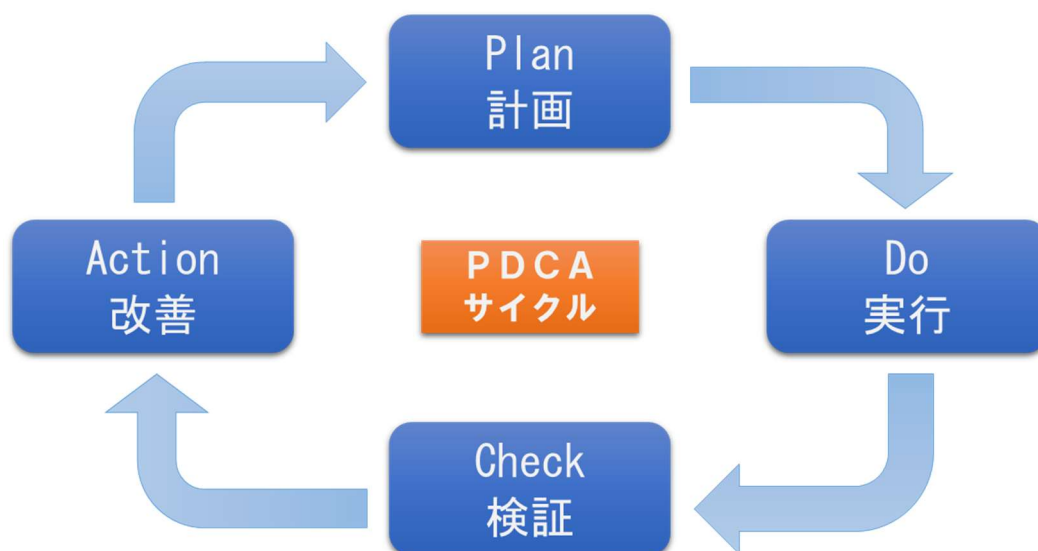 Plan
計画
Action
改善
PDCA
サイクル
Do
実行
Check
検証